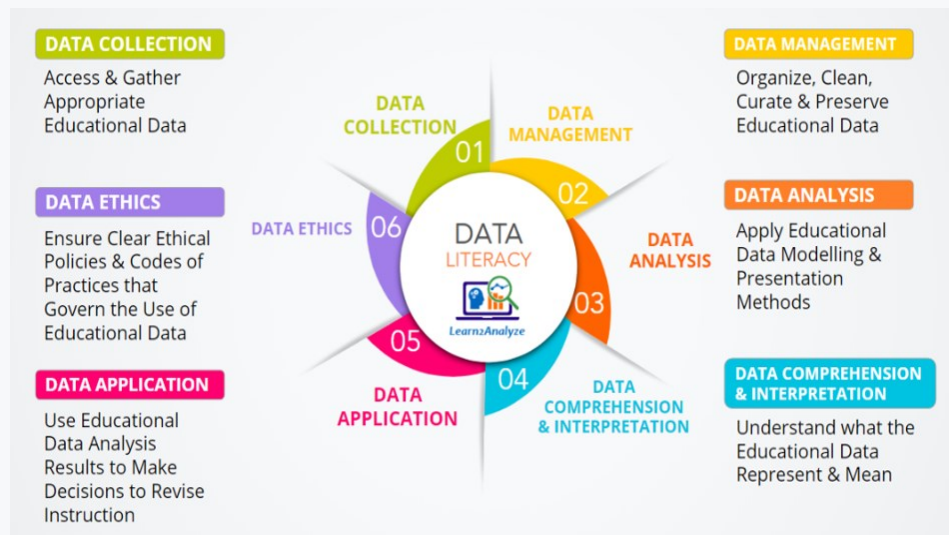 DATA COLLECTION
Access & Gather
Appropriate
Educational Data
DATA ETHICS
Ensure Clear Ethical
Policies & Codes of
Practices that
Govern the Use of
Educational Data
DATA APPLICATION
Use Educational
Data Analysis
Results to Make
Decisions to Revise
Instruction
DATA
COLLECTION
01
DATA
MANAGEMENT
02
DATA
ANALYSIS
03
DATA
COMPREHENSION
& INTERPRETATION
04
DATA
APPLICATION
05
DATA ETHICS
06
DATA
LITERACY
Learn2Analyze
DATA MANAGEMENT
Organize, Clean,
Curate & Preserve
Educational Data
DATA ANALYSIS
Apply Educational
Data Modelling &
Presentation
Methods
DATA COMPREHENSION
& INTERPRETATION
Understand what the
Educational Data
Represent & Mean